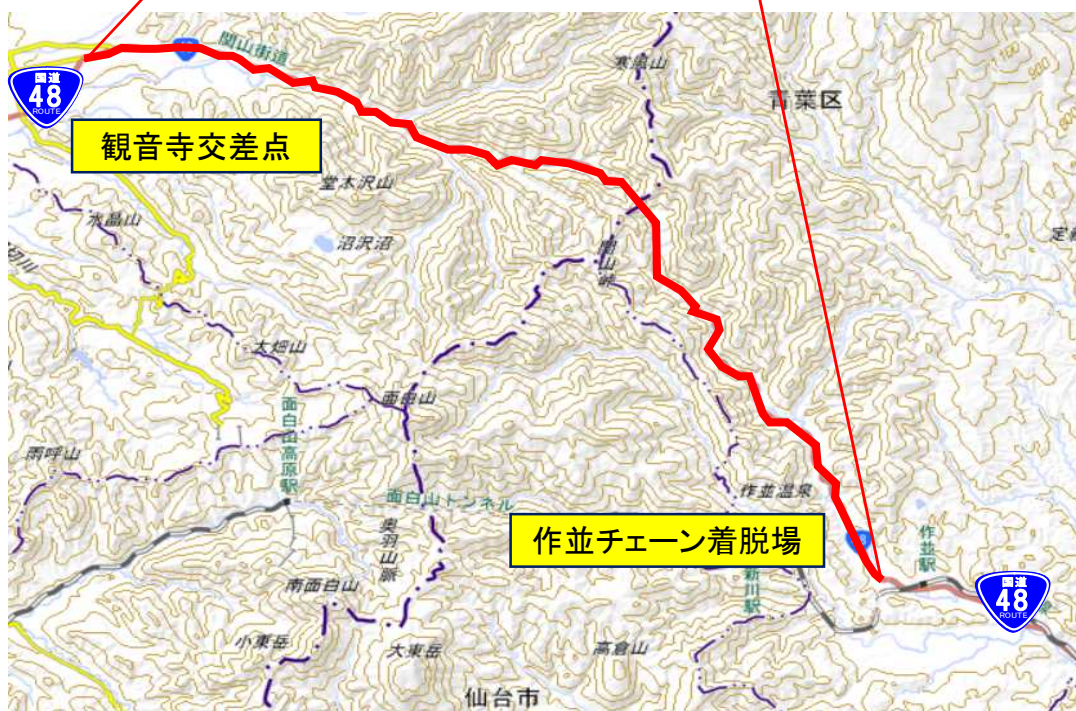 国道
48
ROUTE
関山街道
寒風山
青葉区
観音寺交差点
堂太沢山
水晶山
沼沢沼
関山峠
大畑山
面白山
面白山高原駅
雨呼山
面白山トンネル
作並温泉
奥羽山脈
作並チェーン着脱場
作並駅
新川駅
国道
48
ROUTE
南面白山
小東岳
大東岳
高倉山
仙台市